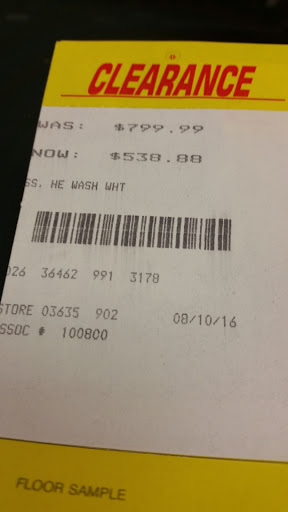 CLEARANCE
WAS: $799.99
NOW: $538.88
SS, HE WASH WHT
026 36462 991 3178
STORE 03635 902 08/10/16
ASSOC # 100800
FLOOR SAMPLE